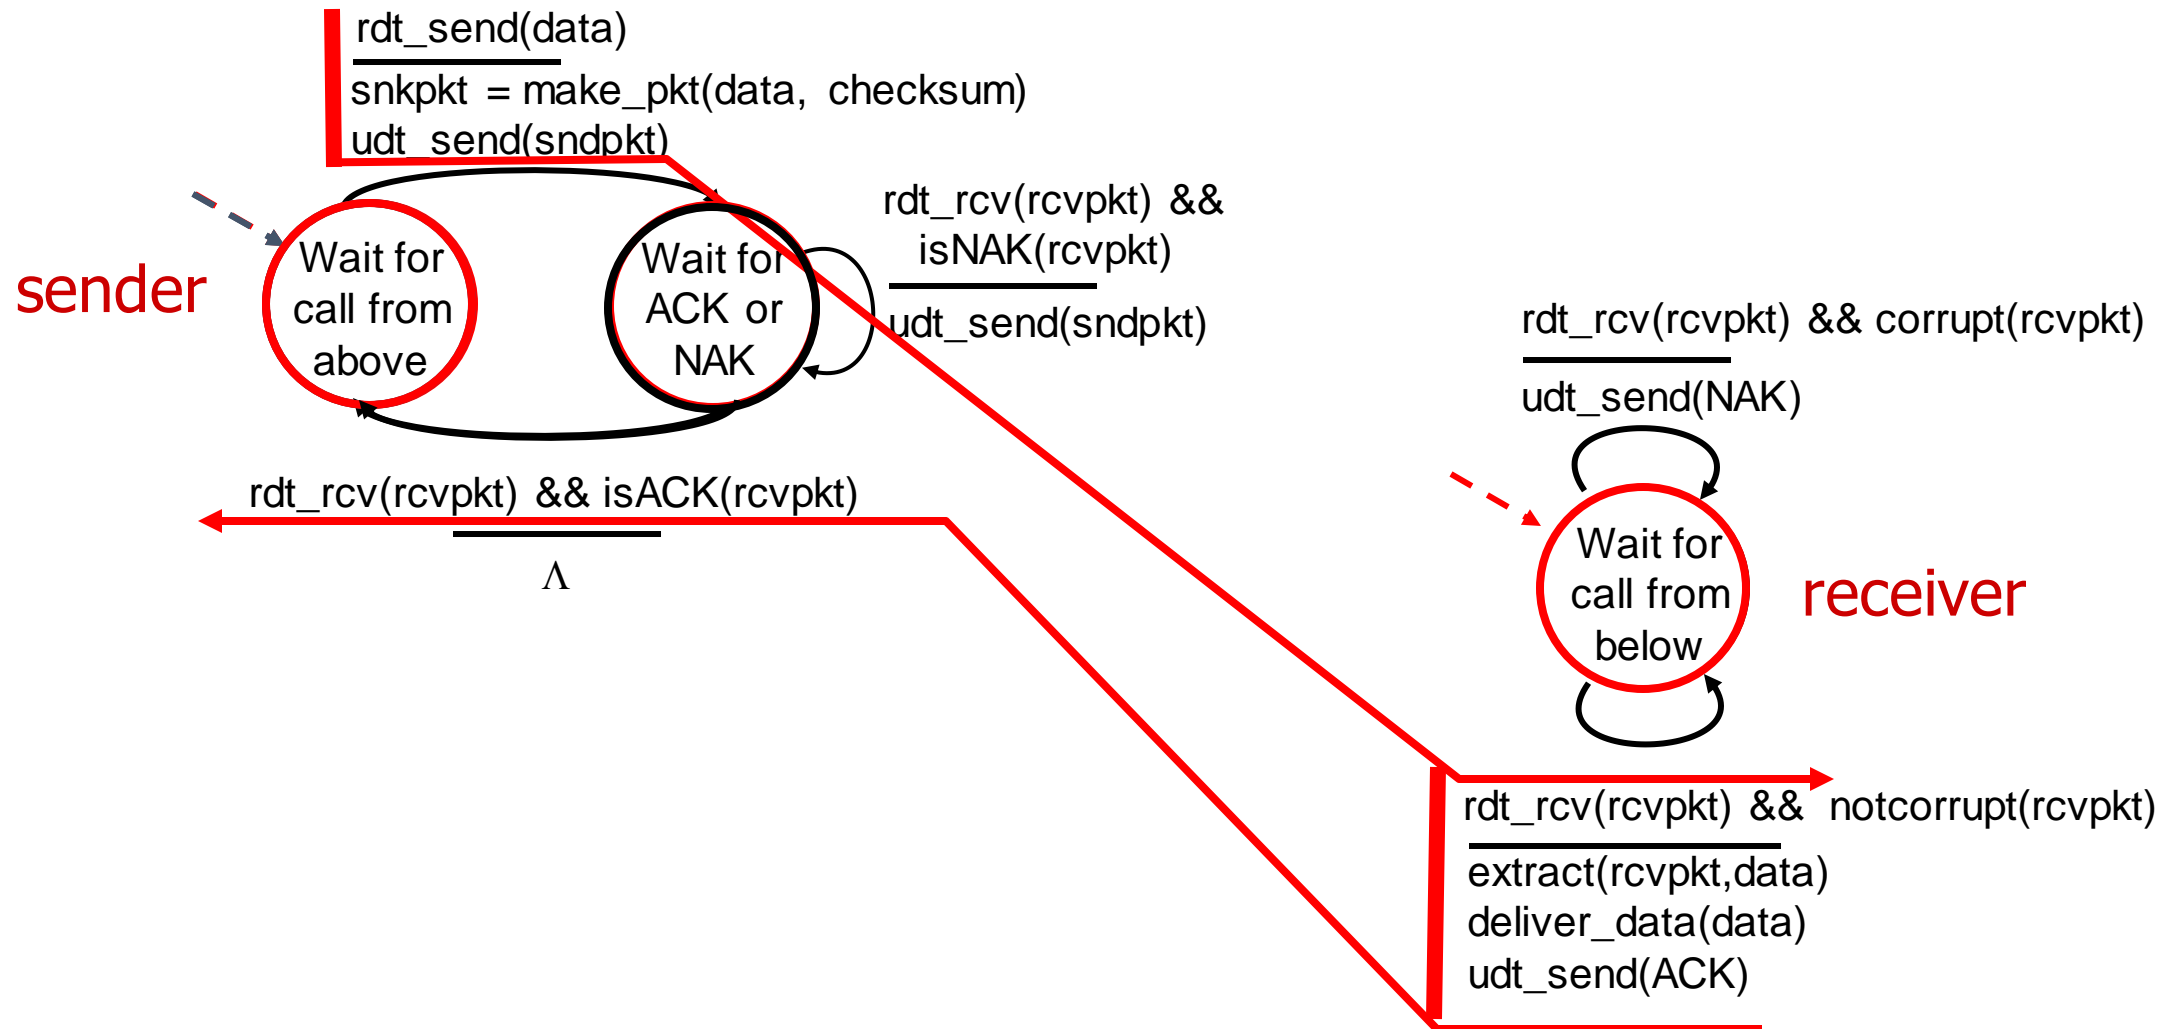 rdt_send(data)
snkpkt = make_pkt(data, checksum)
udt_send(sndpkt)
sender
Wait for
call from
above
Wait for
ACK or
NAK
rdt_rcv(rcvpkt) &&
isNAK(rcvpkt)
udt_send(sndpkt)
rdt_rcv(rcvpkt) && isACK(rcvpkt)
Λ
rdt_rcv(rcvpkt) && corrupt(rcvpkt)
udt_send(NAK)
Wait for
call from
below
receiver
rdt_rcv(rcvpkt) && notcorrupt(rcvpkt)
extract(rcvpkt,data)
deliver_data(data)
udt_send(ACK)